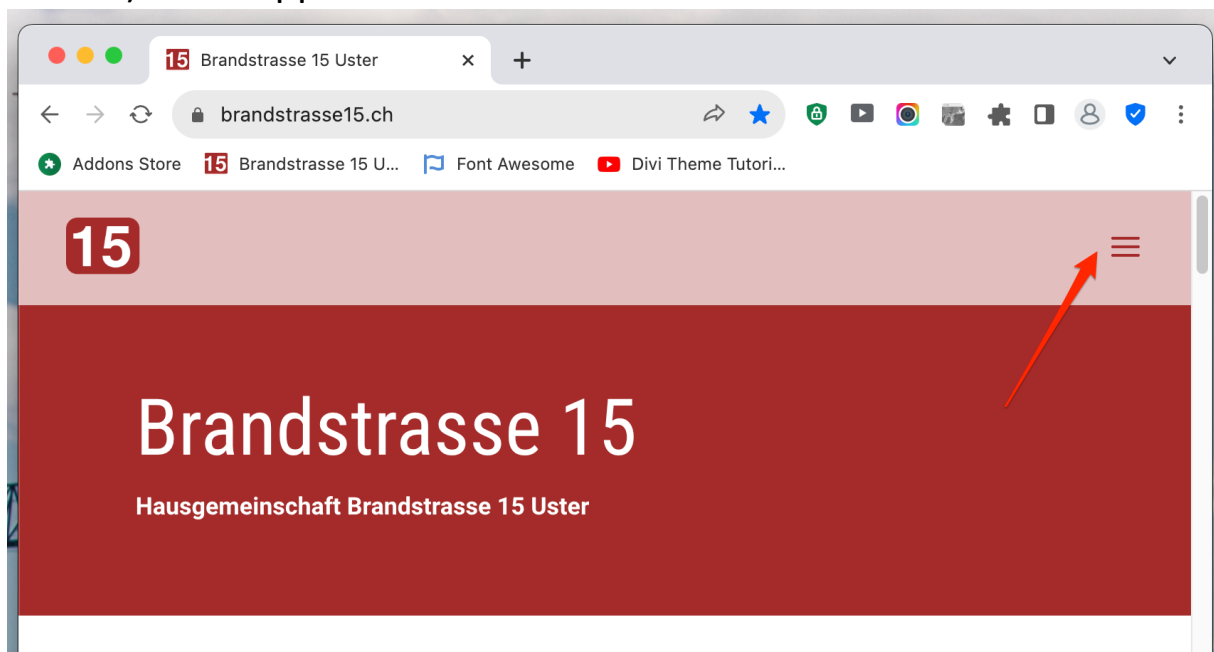 15 Brandstrasse 15 Uster
brandstrasse15.ch
Addons Store 15 Brandstrasse 15 U... Font Awesome Divi Theme Tutori...
15
Brandstrasse 15
Hausgemeinschaft Brandstrasse 15 Uster